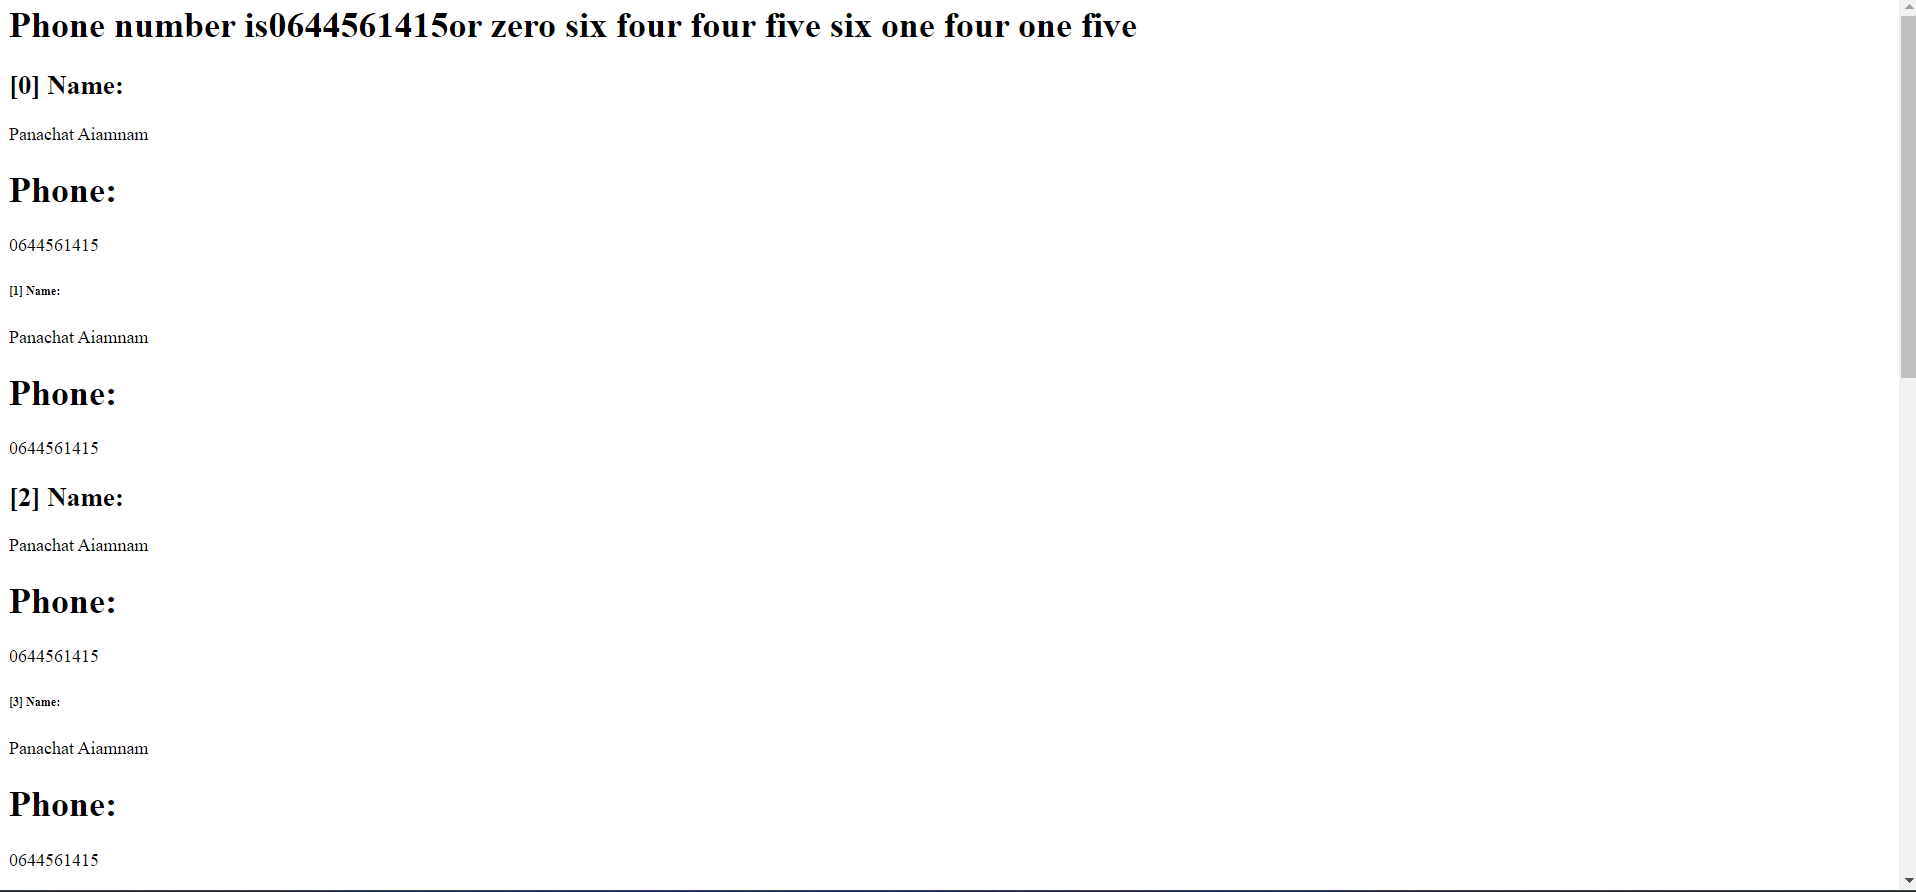 Phone number is0644561415or zero six four four five six one four one five
[0] Name:
Panachat Aiamnam
Phone:
0644561415
[1] Name:
Panachat Aiamnam
Phone:
0644561415
[2] Name:
Panachat Aiamnam
Phone:
0644561415
[3] Name:
Panachat Aiamnam
Phone:
0644561415